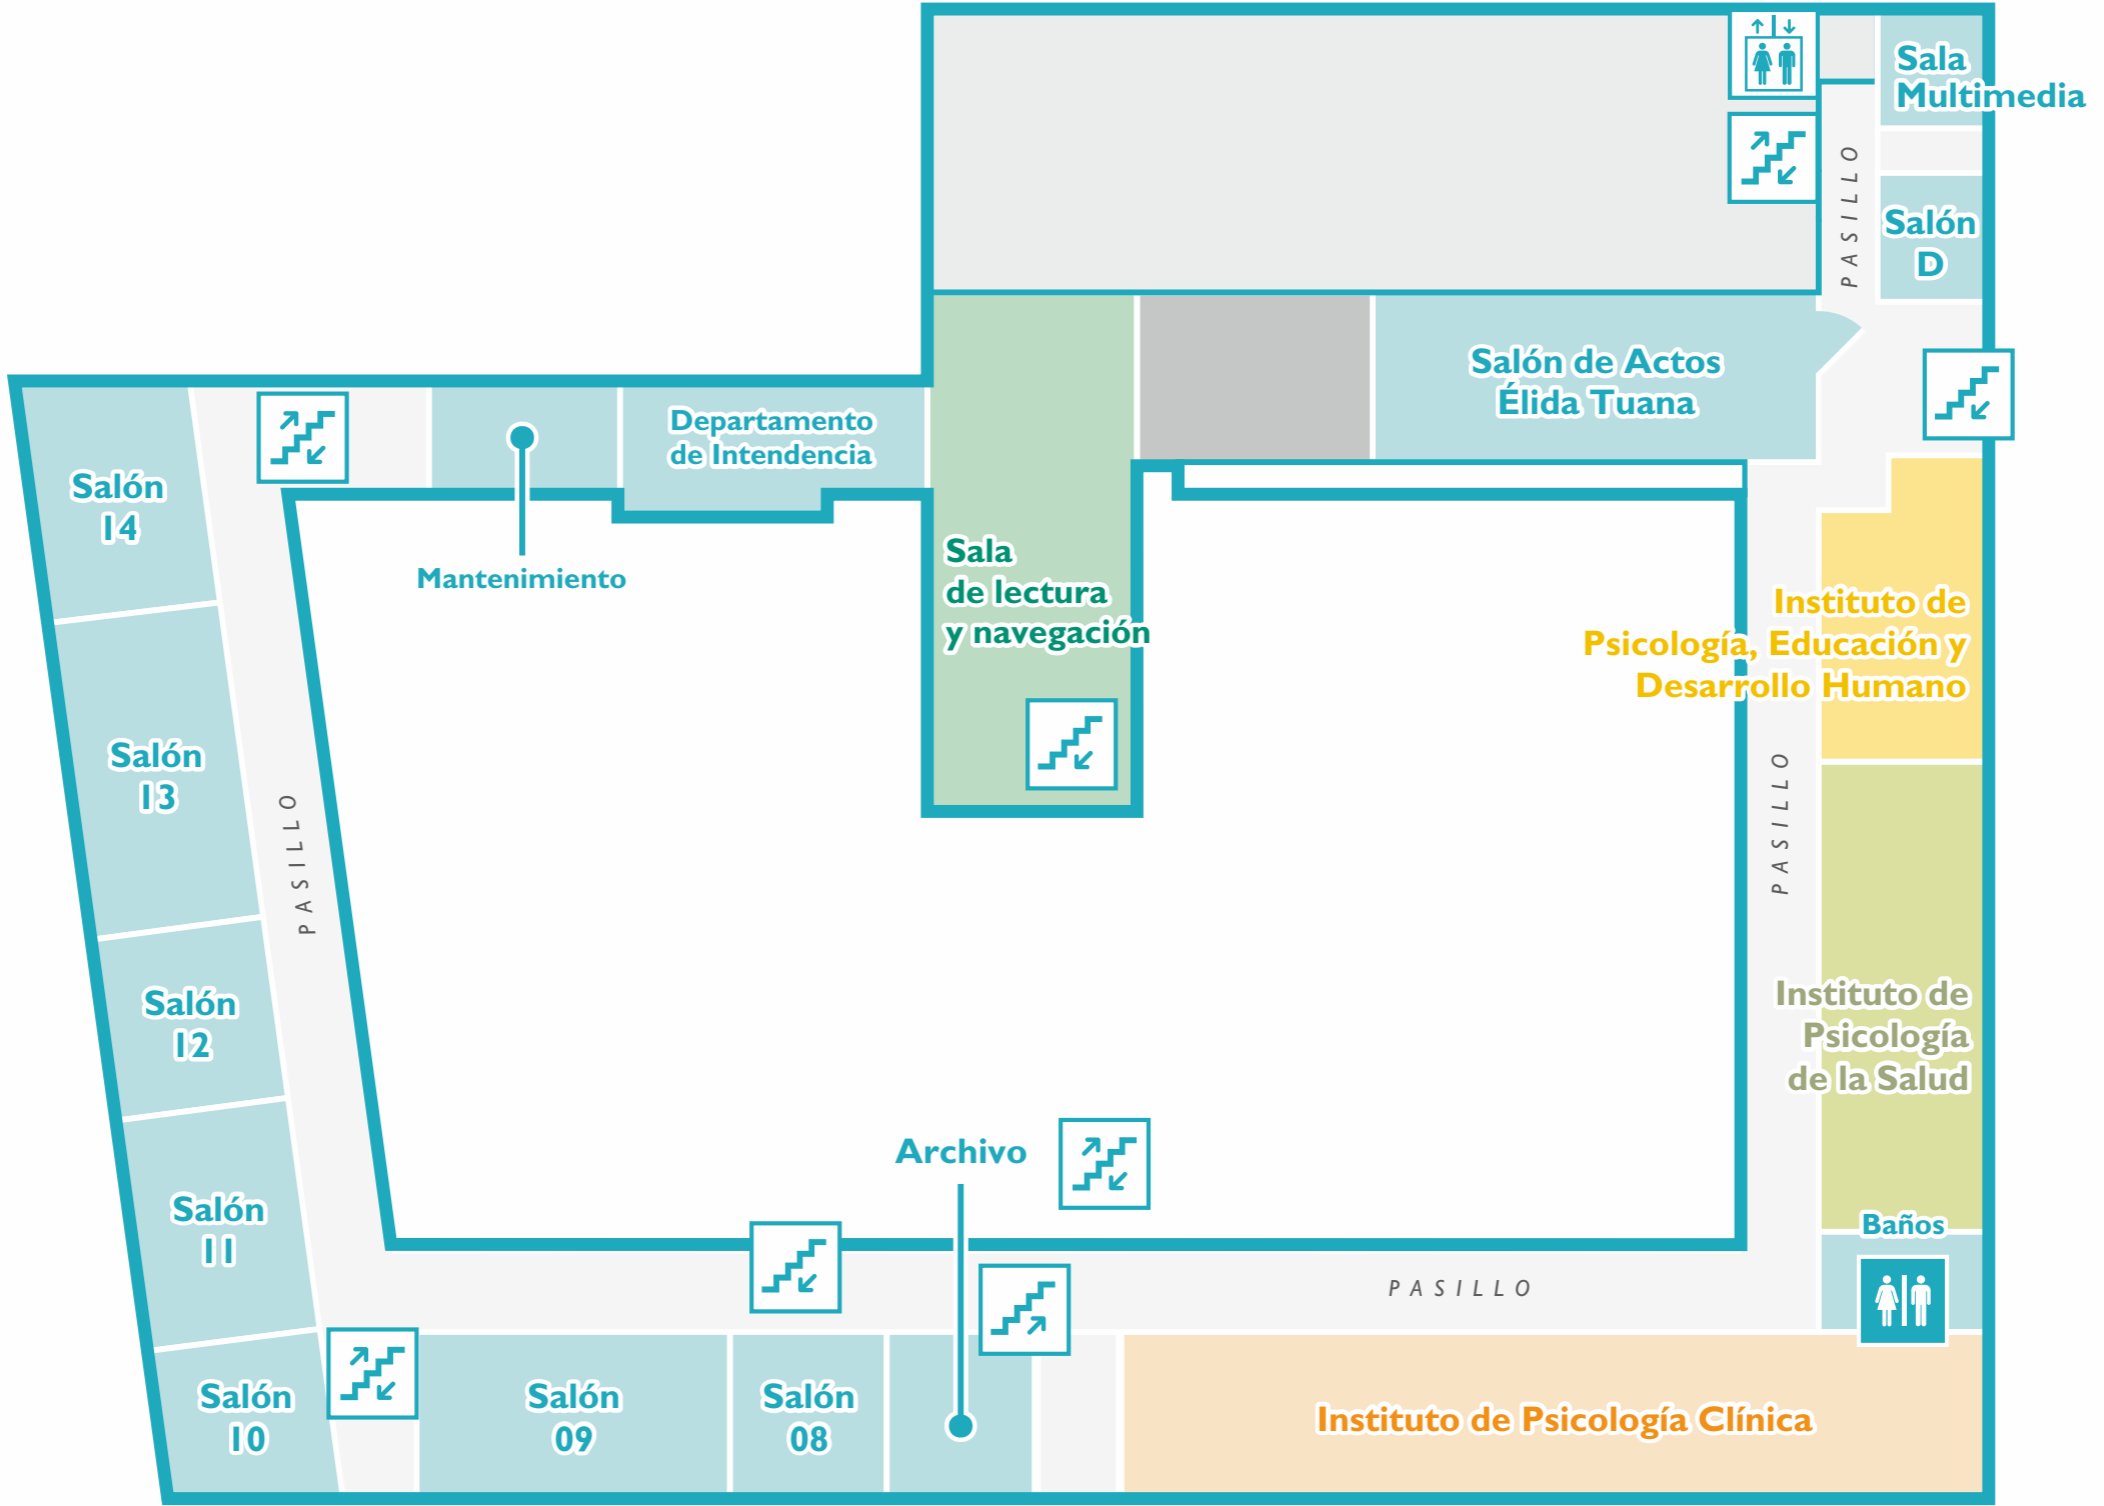 Sala
Multimedia
PASILLO
Salón
D
Salón de Actos
Élida Tuana
Departamento
de Intendencia
Salón
14
Mantenimiento
Sala
de lectura
y navegación
Instituto de
Psicología, Educación y
Desarrollo Humano
Salón
13
PASILLO
PASILLO
Salón
12
Instituto de
Psicología
de la Salud
Archivo
Salón
11
Baños
PASILLO
Salón
10
Salón
09
Salón
08
Instituto de Psicología Clínica